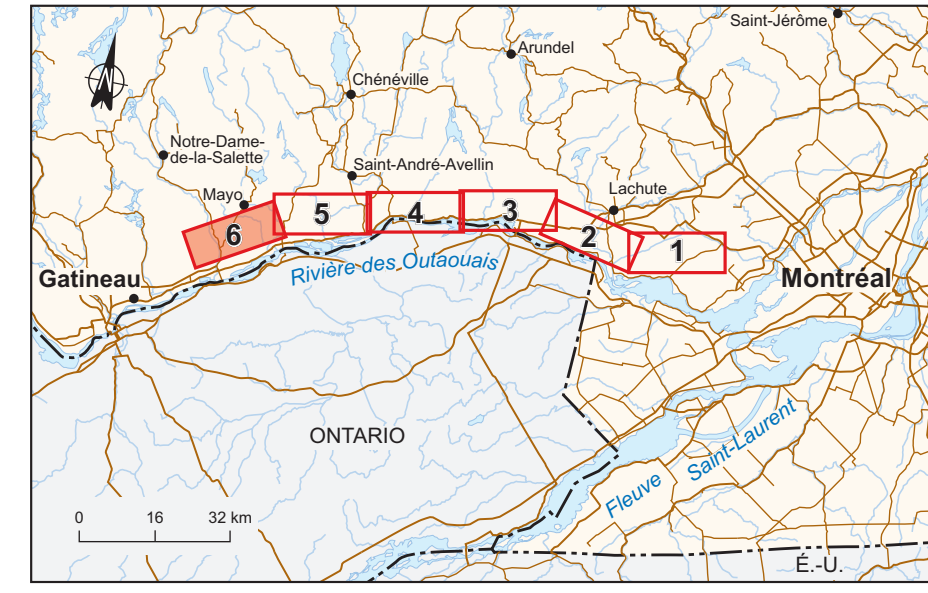 Saint-Jérôme
Arundel
Chénéville
Notre-Dame-
de-la-Salette
Saint-André-Avellin
Mayo
Lachute
6
5
4
3
2
1
Gatineau
Rivière des Outaouais
Montréal
ONTARIO
Fleuve Saint-Laurent
0 16 32 km
É.-U.